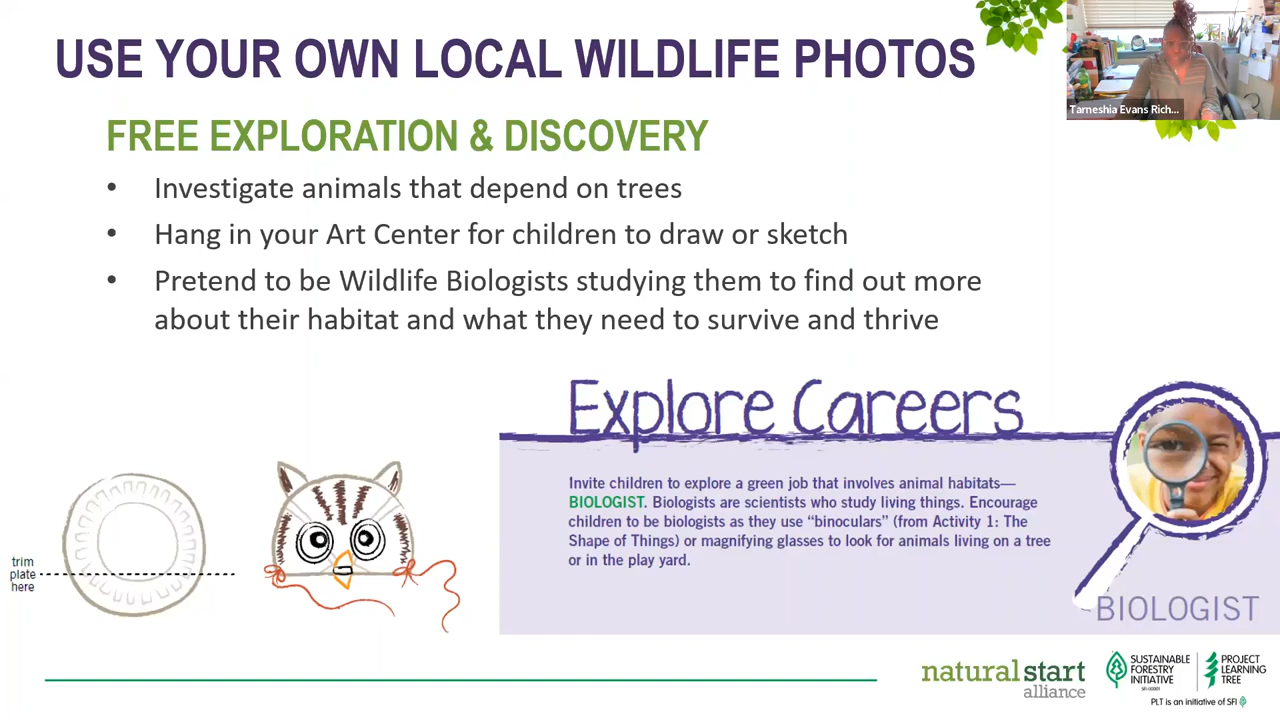 USE YOUR OWN LOCAL WILDLIFE PHOTOS
Tameshia Evans Rich...
FREE EXPLORATION & DISCOVERY
• Investigate animals that depend on trees
• Hang in your Art Center for children to draw or sketch
• Pretend to be Wildlife Biologists studying them to find out more
about their habitat and what they need to survive and thrive
Explore Careers
Invite children to explore a green job that involves animal habitats—
BIOLOGIST. Biologists are scientists who study living things. Encourage
children to be biologists as they use “binoculars” (from Activity 1: The
Shape of Things) or magnifying glasses to look for animals living on a tree
or in the play yard.
BIOLOGIST
trim
plate
here
naturalstart
alliance
SUSTAINABLE
FORESTRY
INITIATIVE
SFI-00001
PROJECT
LEARNING
TREE
PLT is an initiative of SFI